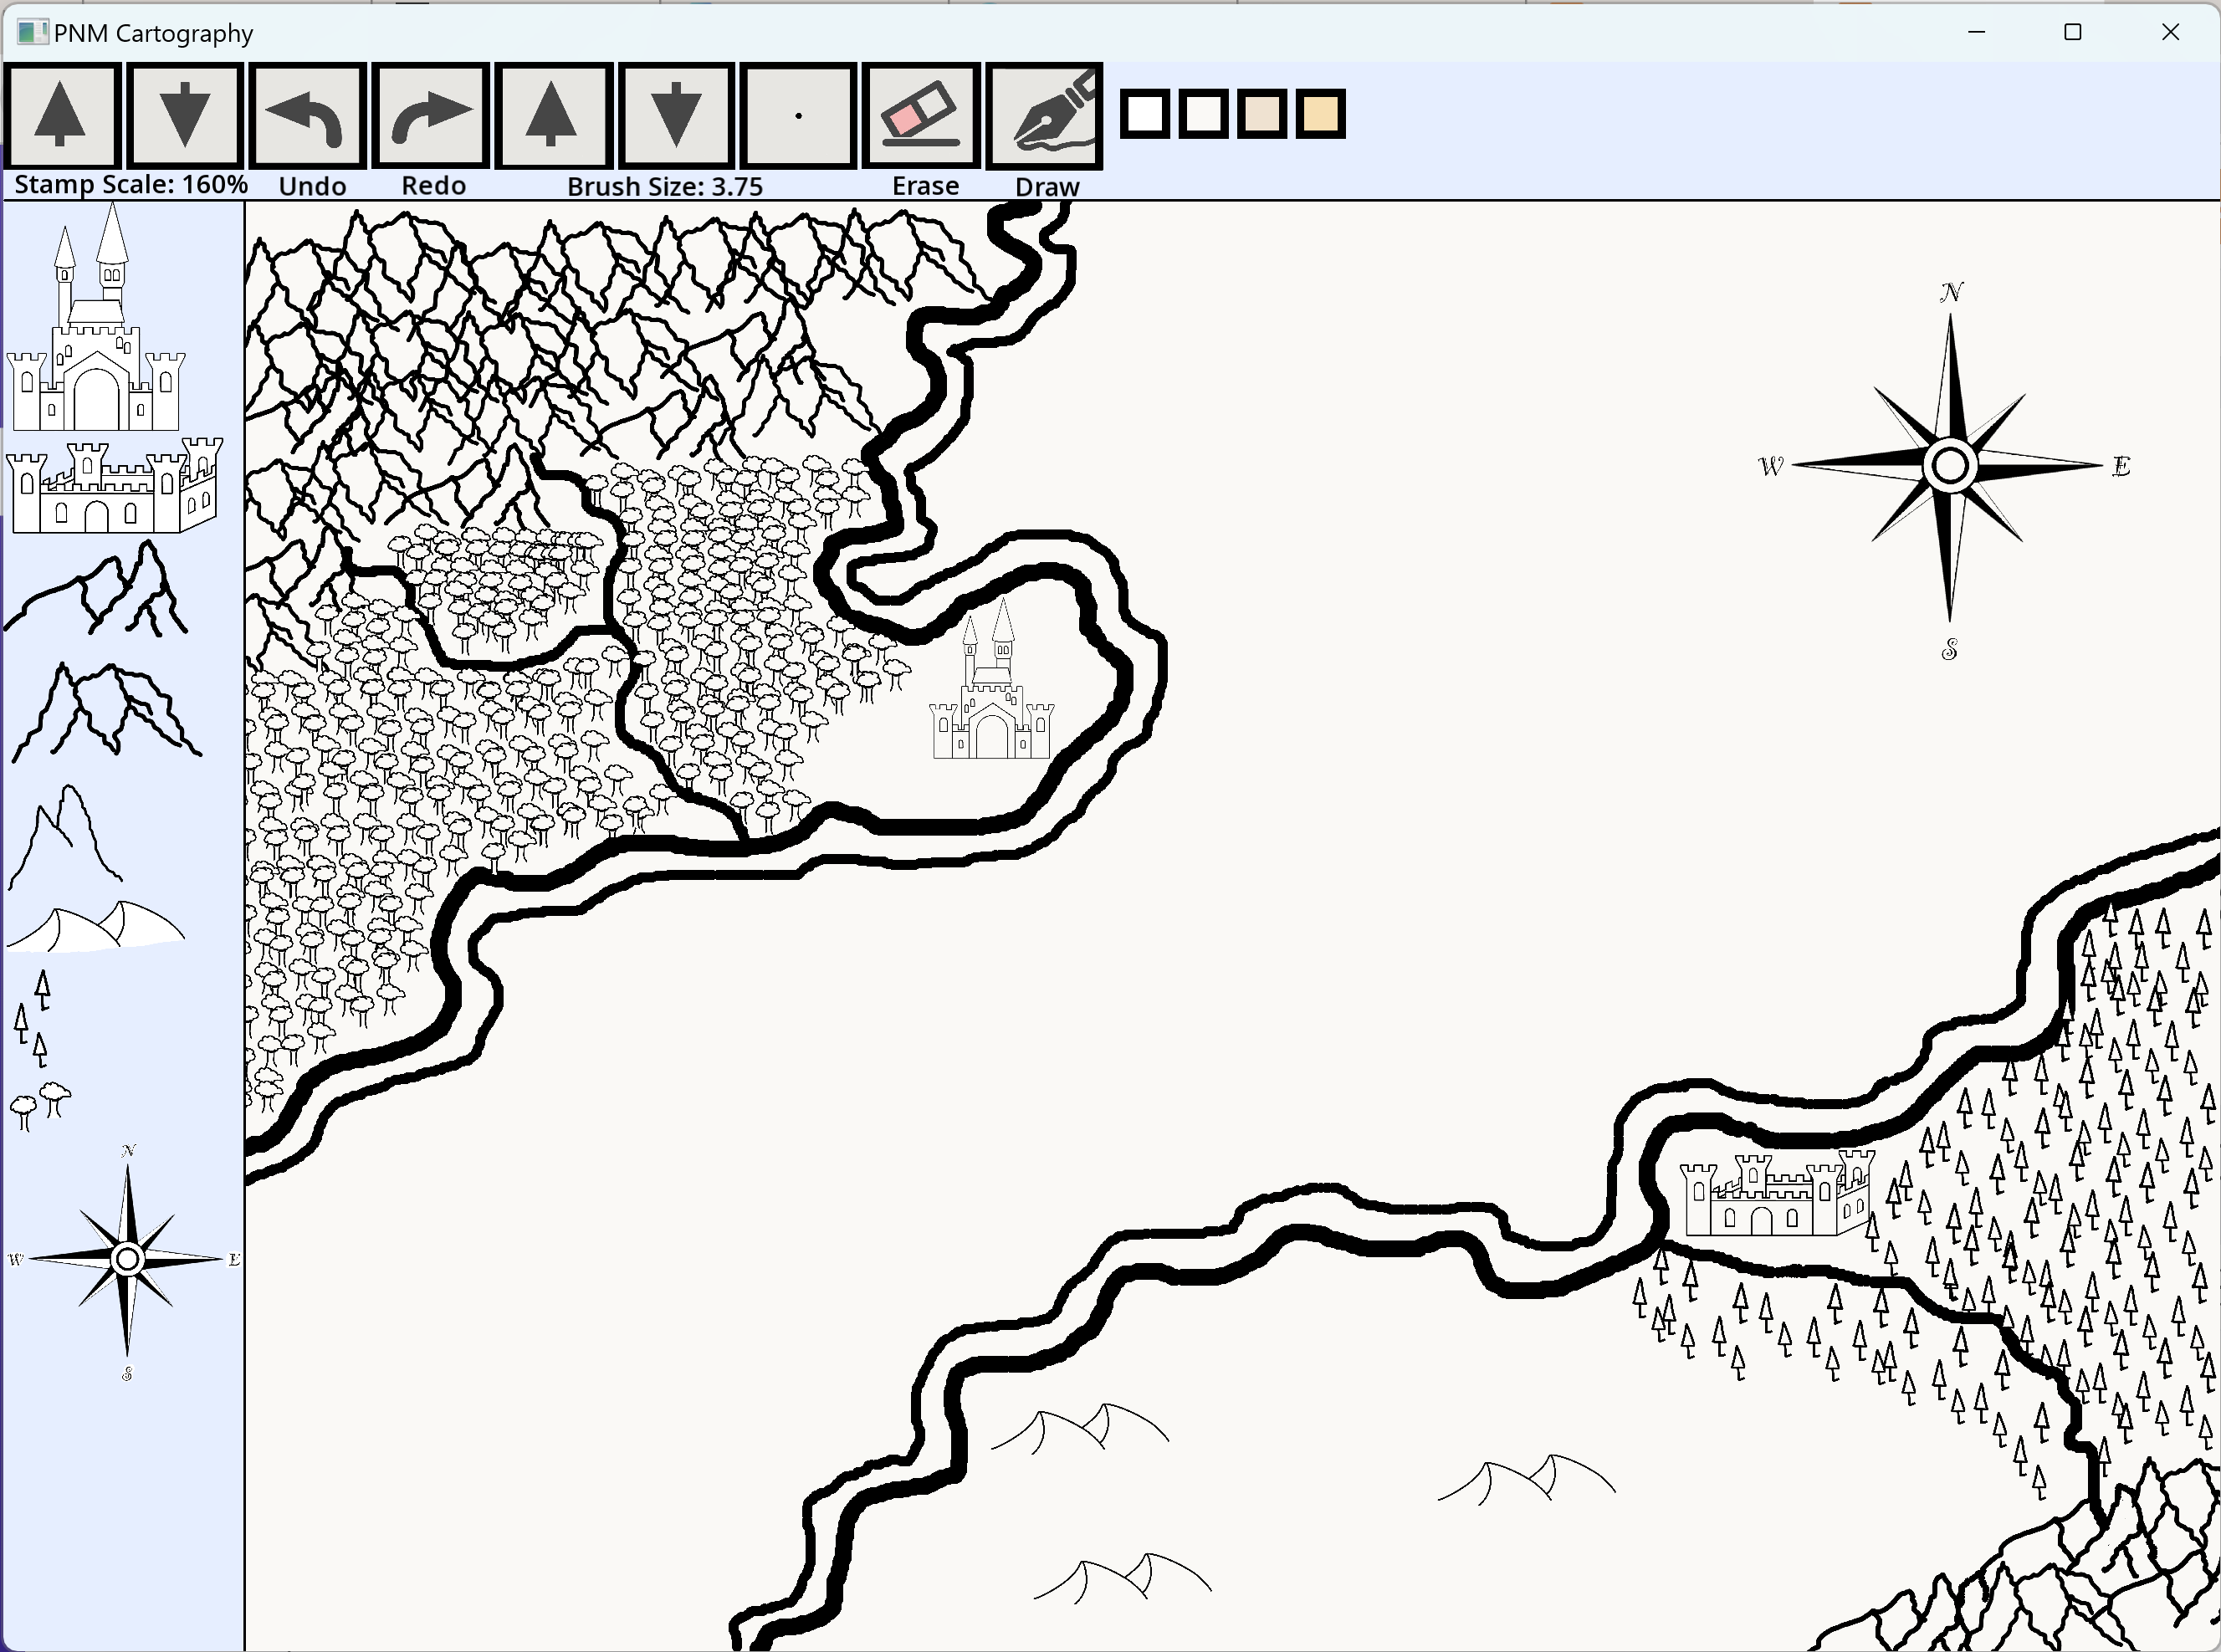 PNM Cartography
Stamp Scale: 160%
Undo
Redo
Brush Size: 3.75
Erase
Draw
N
W
E
S
N
W
E
S